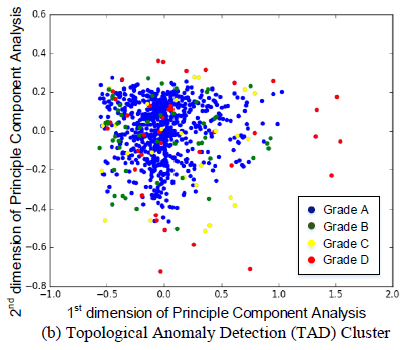 2nd dimension of Principle Component Analysis
0.6
0.4
0.2
0.0
−0.2
−0.4
−0.6
−0.8
Grade A
Grade B
Grade C
Grade D
−1.0 −0.5 0.0 0.5 1.0 1.5 2.0
1st dimension of Principle Component Analysis
(b) Topological Anomaly Detection (TAD) Cluster